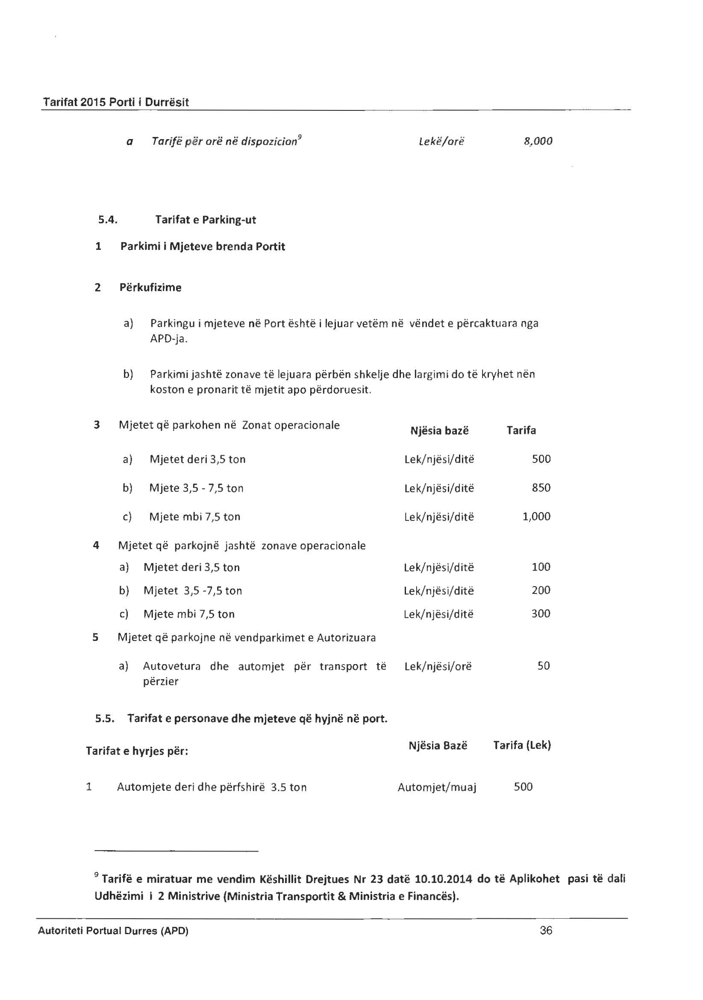 Tarifat 2015 Porti i Durrësit
a Tarifë për orë në dispozicion⁹ Lekë/orë 8,000
5.4. Tarifat e Parking-ut
1 Parkimi i Mjeteve brenda Portit
2 Përkufizime
a) Parkingu i mjeteve në Port është i lejuar vetëm në vëndet e përcaktuara nga
APD-ja.
b) Parkimi jashtë zonave të lejuara përbën shkelje dhe largimi do të kryhet nën
koston e pronarit të mjetit apo përdoruesit.
3 Mjetet që parkohen në Zonat operacionale Njësia bazë Tarifa
a) Mjetet deri 3,5 ton Lek/njësi/ditë 500
b) Mjete 3,5 - 7,5 ton Lek/njësi/ditë 850
c) Mjete mbi 7,5 ton Lek/njësi/ditë 1,000
4 Mjetet që parkojnë jashtë zonave operacionale
a) Mjetet deri 3,5 ton Lek/njësi/ditë 100
b) Mjetet 3,5 -7,5 ton Lek/njësi/ditë 200
c) Mjete mbi 7,5 ton Lek/njësi/ditë 300
5 Mjetet që parkojne në vendparkimet e Autorizuara
a) Autovetura dhe automjet për transport të Lek/njësi/orë 50
përzier
5.5. Tarifat e personave dhe mjeteve që hyjnë në port.
Tarifat e hyrjes për: Njësia Bazë Tarifa (Lek)
1 Automjete deri dhe përfshirë 3.5 ton Automjet/muaj 500
⁹ Tarifë e miratuar me vendim Këshillit Drejtues Nr 23 datë 10.10.2014 do të Aplikohet pasi të dali
Udhëzimi i 2 Ministrive (Ministria Transportit & Ministria e Financës).
Autoriteti Portual Durres (APD) 36